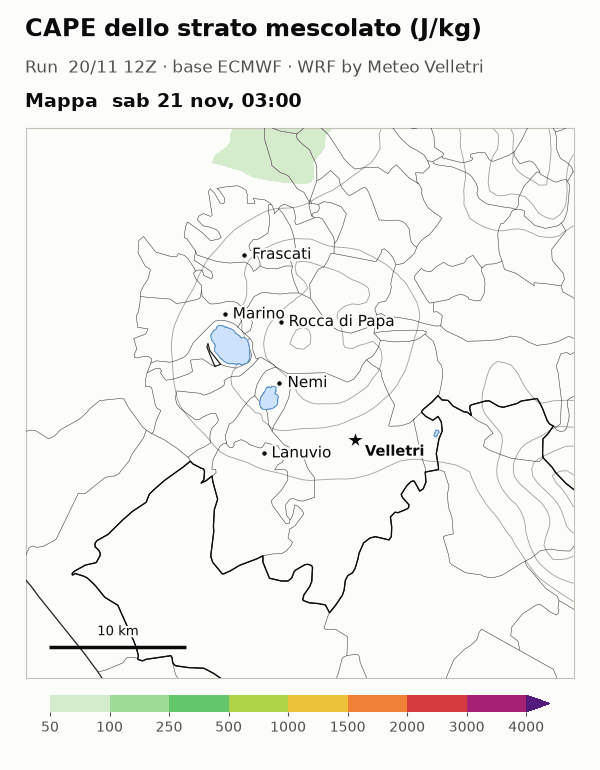 CAPE dello strato mescolato (J/kg)
Run  20/11 12Z · base ECMWF · WRF by Meteo Velletri
Mappa  sab 21 nov, 03:00
Frascati
Marino
Rocca di Papa
Nemi
Velletri
Lanuvio
10 km
50 100 250 500 1000 1500 2000 3000 4000